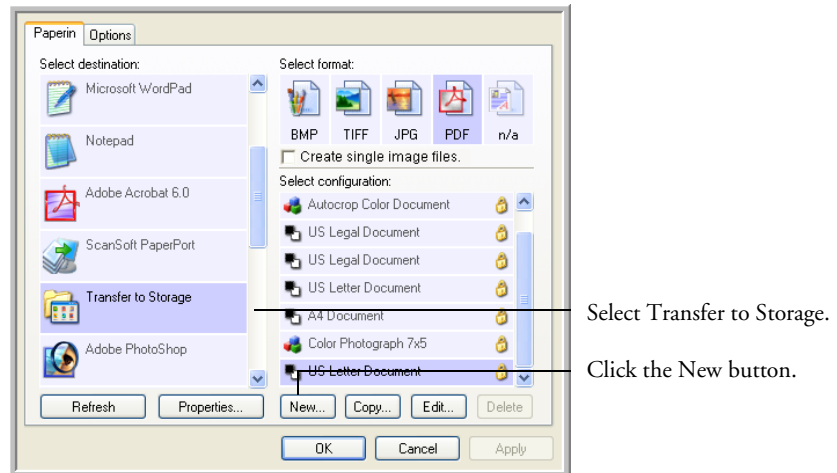 Paperin Options
Select destination:
Microsoft WordPad
Notepad
Adobe Acrobat 6.0
ScanSoft PaperPort
Transfer to Storage
Adobe PhotoShop
Refresh Properties...
Select format:
BMP TIFF JPG PDF n/a
Create single image files.
Select configuration:
Autocrop Color Document
US Legal Document
US Legal Document
US Letter Document
A4 Document
Color Photograph 7x5
US Letter Document
New... Copy... Edit... Delete
OK Cancel Apply
Select Transfer to Storage.
Click the New button.